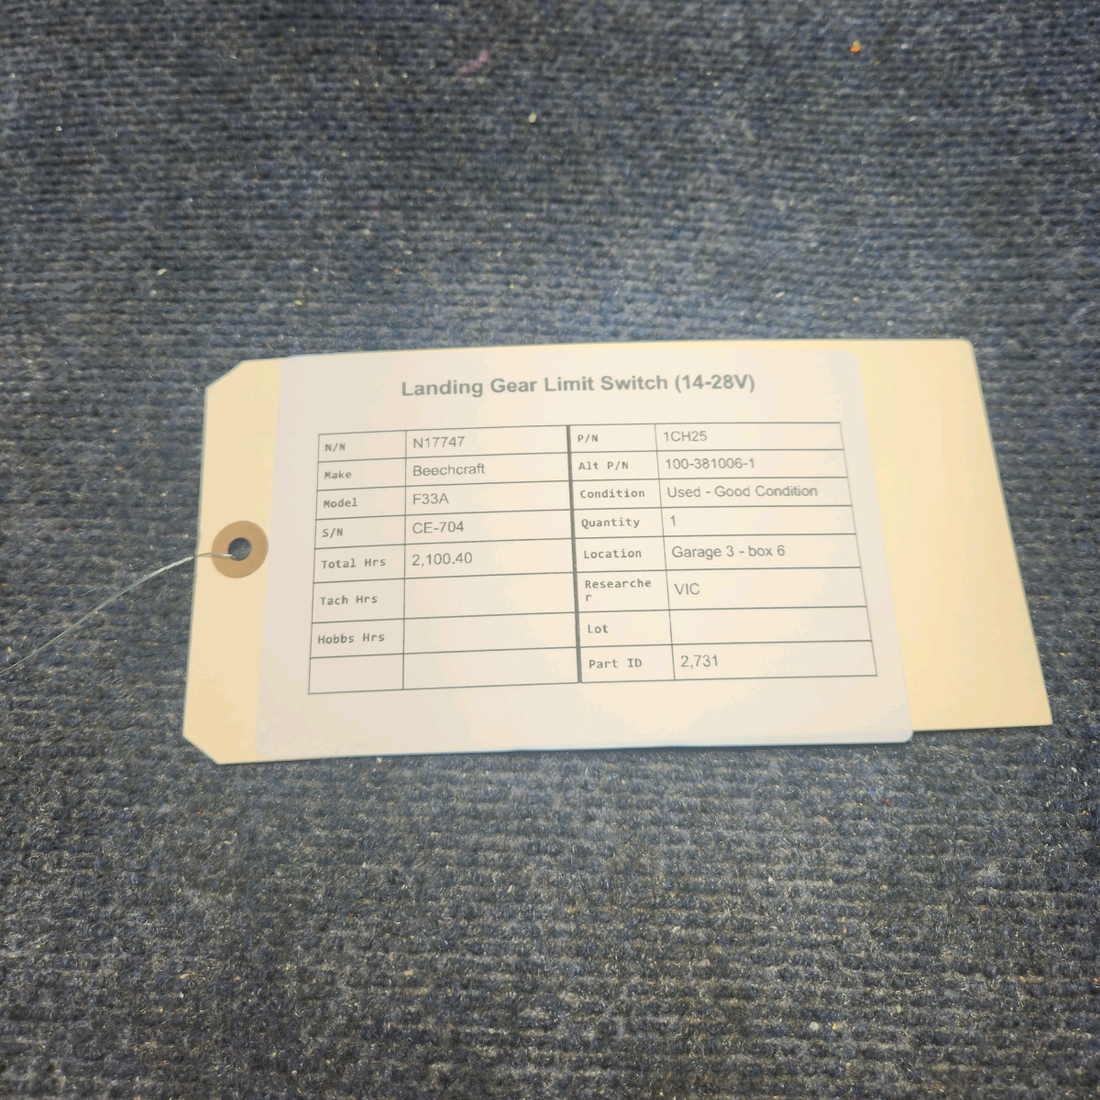 Landing Gear Limit Switch (14-28V)
N/N N17747 P/N 1CH25
Make Beechcraft Alt P/N 100-381006-1
Model F33A Condition Used - Good Condition
S/N CE-704 Quantity 1
Total Hrs 2,100.40 Location Garage 3 - box 6
Tach Hrs Researche
r VIC
Hobbs Hrs Lot
Part ID 2,731